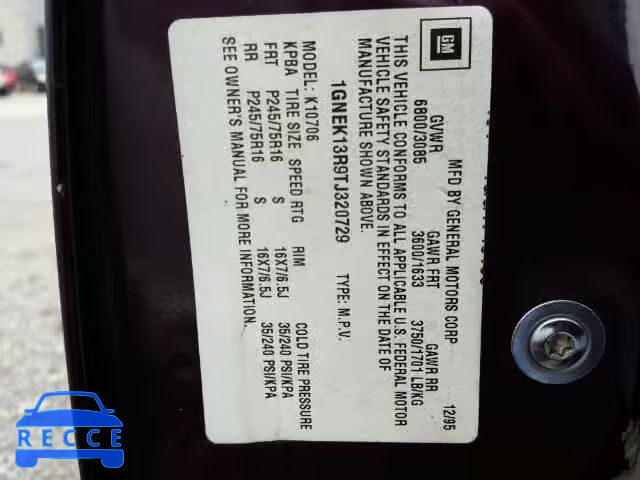 GM
MFD BY GENERAL MOTORS CORP 12/95
GVWR GAWR FRT GAWR RR
6800/3085 3600/1633 3750/1701 LB/KG
THIS VEHICLE CONFORMS TO ALL APPLICABLE U.S. FEDERAL MOTOR
VEHICLE SAFETY STANDARDS IN EFFECT ON THE DATE OF
MANUFACTURE SHOWN ABOVE.
1GNEK13R9TJ320729 TYPE: M.P.V.
MODEL: K10706
KPBA TIRE SIZE SPEED RTG RIM COLD TIRE PRESSURE
FRT P245/75R16 S 16X7/6.5J 35/240 PSI/KPA
RR P245/75R16 S 16X7/6.5J 35/240 PSI/KPA
SEE OWNER'S MANUAL FOR MORE INFORMATION.
RECCE